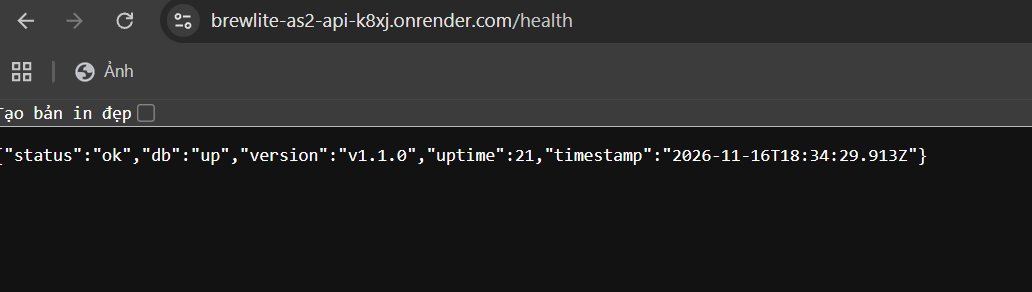 brewlite-as2-api-k8xj.onrender.com/health
Ảnh
Tạo bản in đẹp
{"status":"ok","db":"up","version":"v1.1.0","uptime":21,"timestamp":"2026-11-16T18:34:29.913Z"}